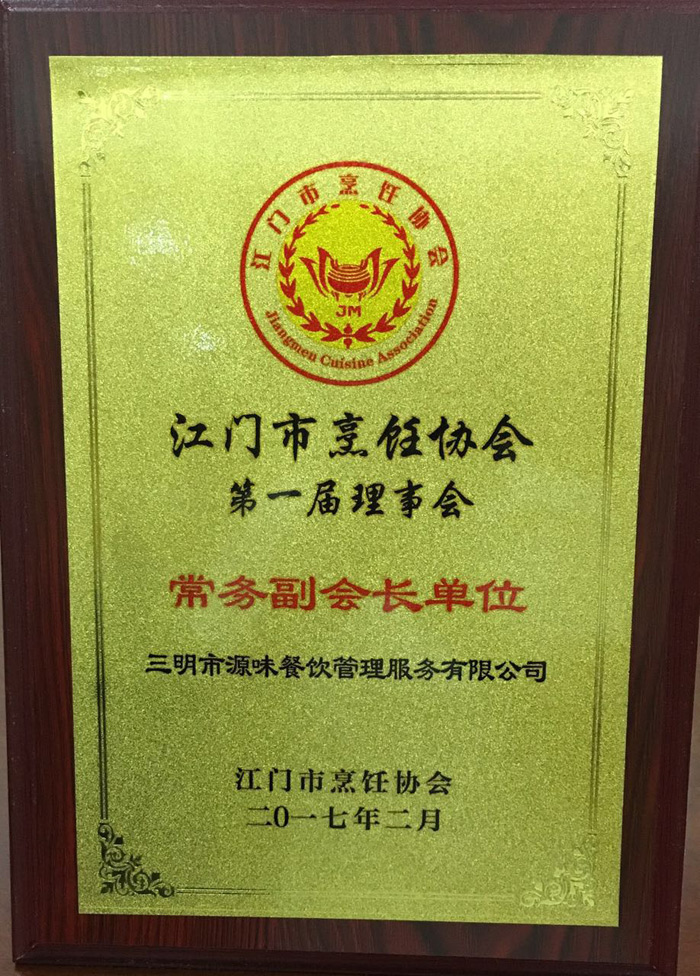 江门市烹饪协会
JM
Jiangmen Cuisine Association
江门市烹饪协会
第一届理事会
常务副会长单位
三明市源味餐饮管理服务有限公司
江门市烹饪协会
二0一七年二月